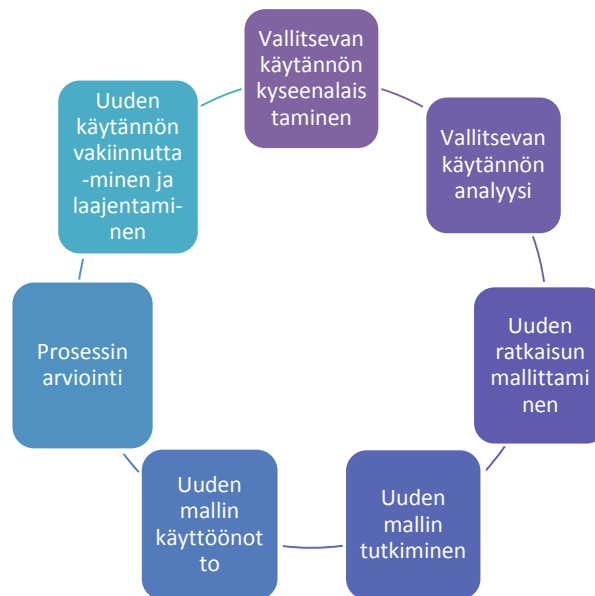 Vallitsevan
käytännön
kyseenalais
taminen
Vallitsevan
käytännön
analyysi
Uuden
ratkaisun
mallittami
nen
Uuden
mallin
tutkiminen
Uuden
mallin
käyttöönot
to
Prosessin
arviointi
Uuden
käytännön
vakiinnutta
-minen ja
laajentami-
nen